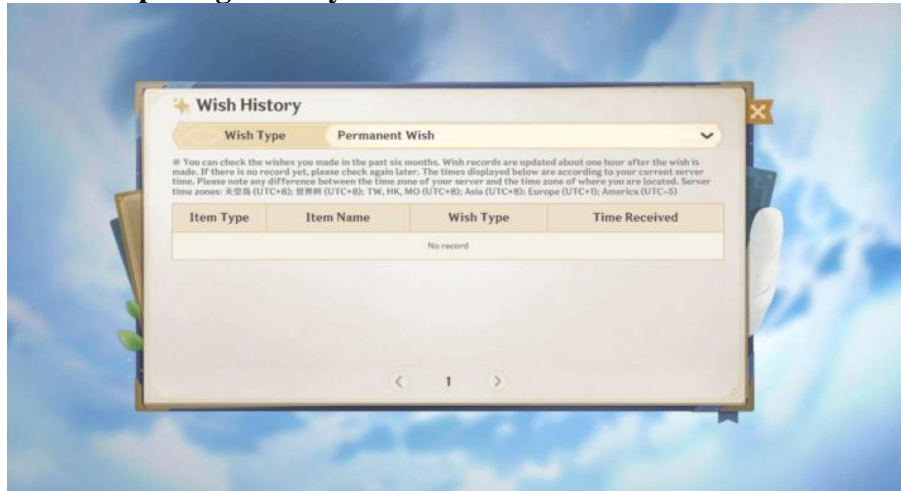 Wish History
Wish Type Permanent Wish
※ You can check the wishes you made in the past six months. Wish records are updated about one hour after the wish is
made. If there is no record yet, please check again later. The times displayed below are according to your current server
time. Please note any difference between the time zone of your server and the time zone of where you are located. Server
time zones: 天空岛 (UTC+8); 世界树 (UTC+8); TW, HK, MO (UTC+8); Asia (UTC+8); Europe (UTC+1); America (UTC-5)
Item Type Item Name Wish Type Time Received
No record
1